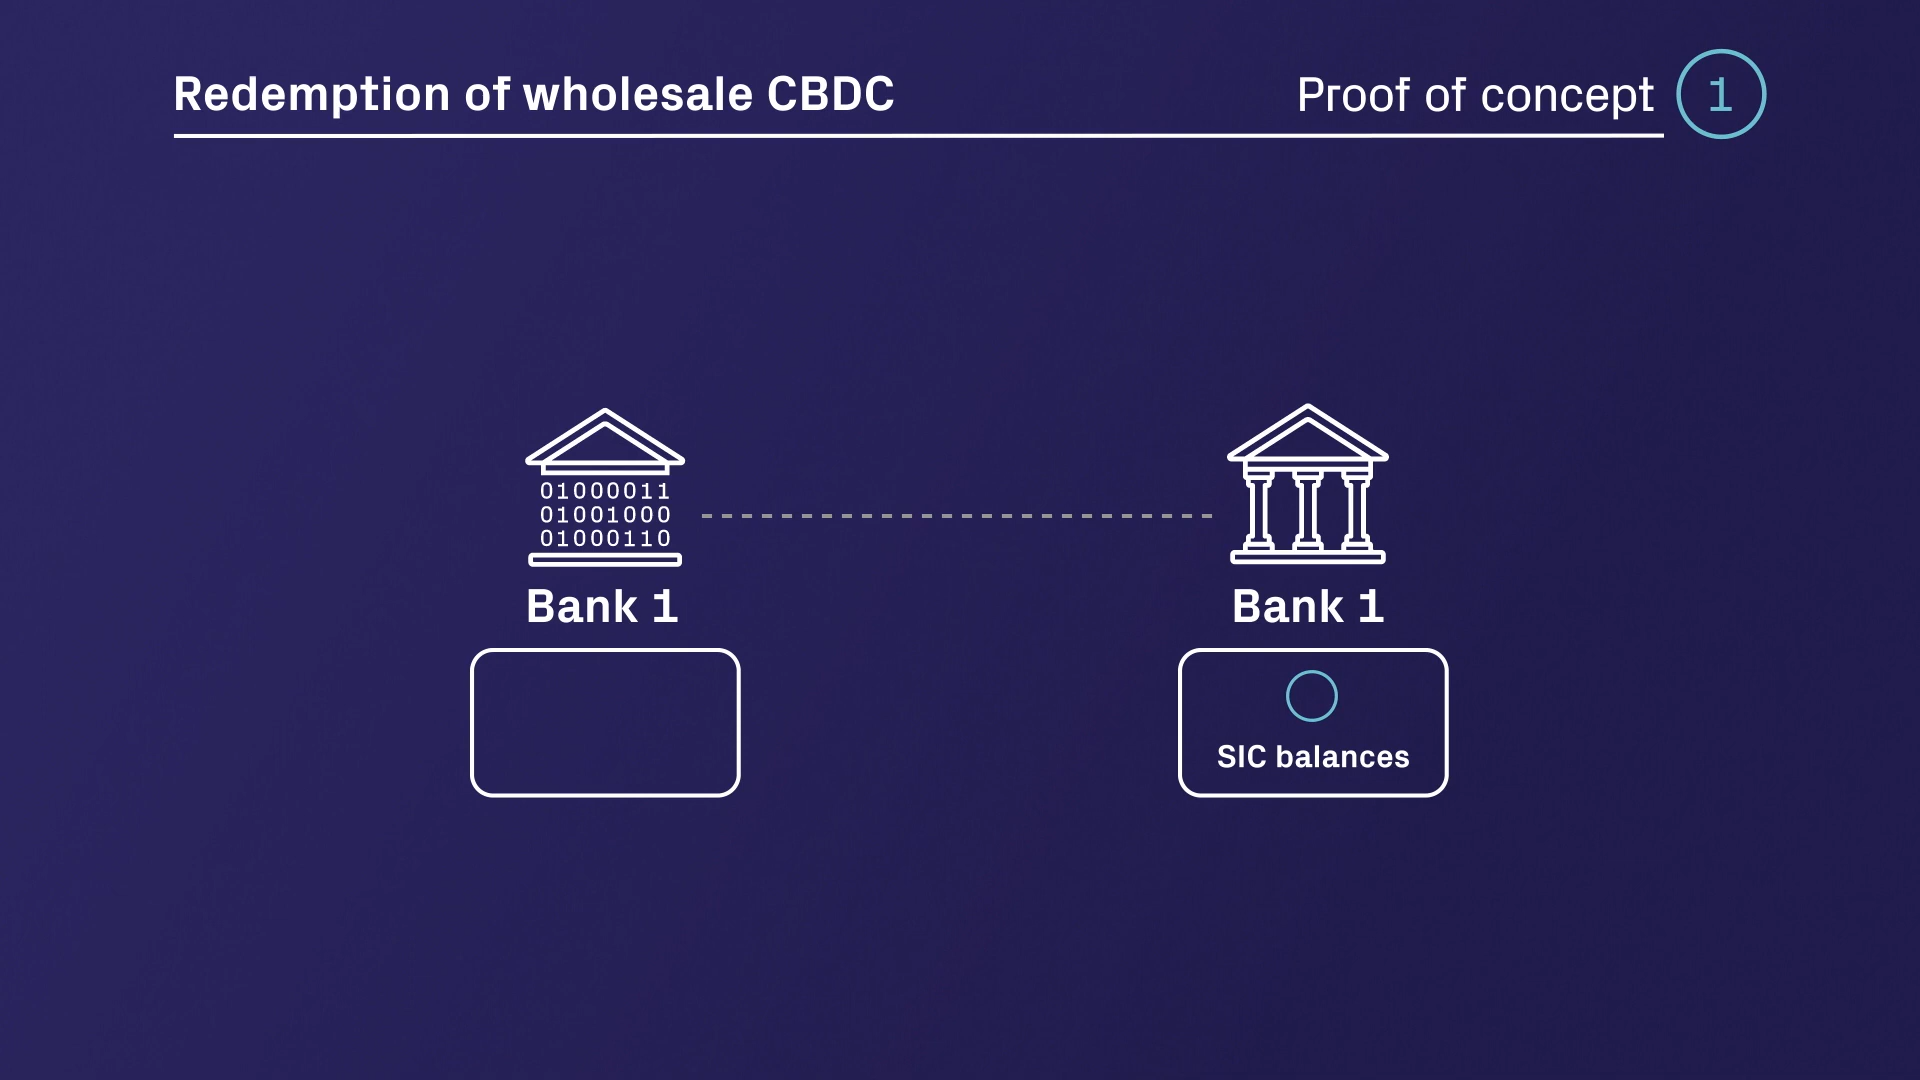 Redemption of wholesale CBDC
Proof of concept 1
01000011
01001000
01000110
Bank 1
Bank 1
SIC balances